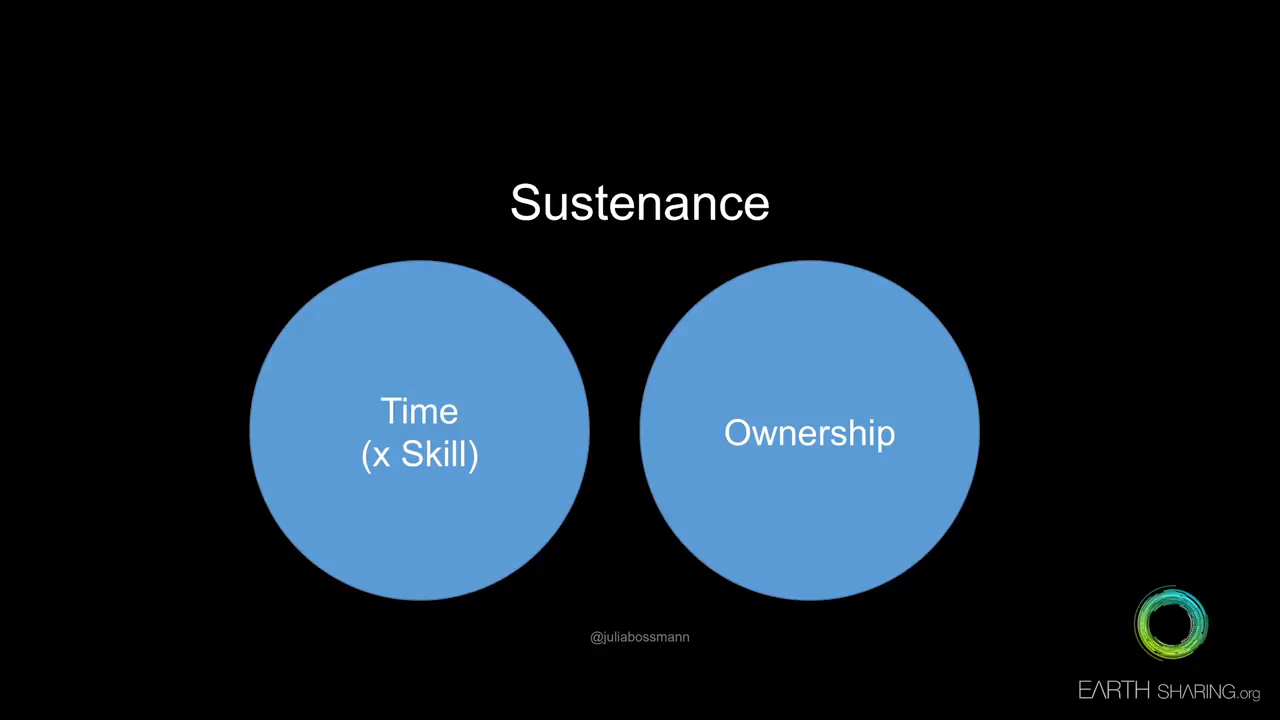 Sustenance
Time
(x Skill)
Ownership
@juliabossmann
EARTH SHARING.org